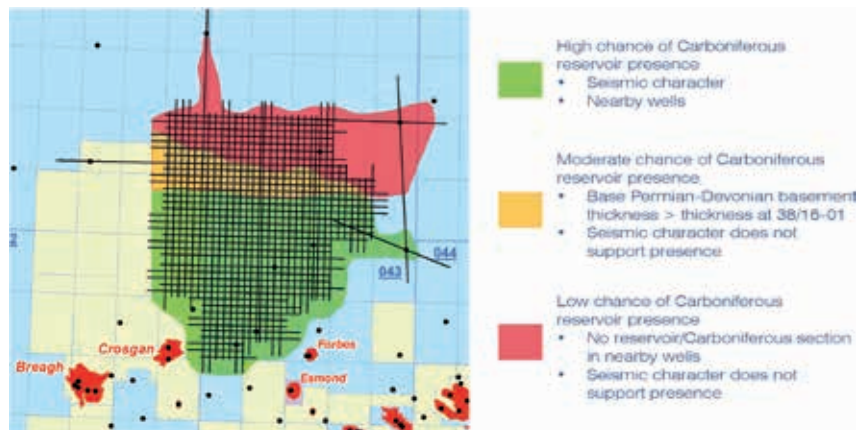 High chance of Carboniferous
reservoir presence
• Seismic character
• Nearby wells
Moderate chance of Carboniferous
reservoir presence
• Base Permian-Devonian basement
thickness > thickness at 38/16-01
• Seismic character does not
support presence
Low chance of Carboniferous
reservoir presence
• No reservoir/Carboniferous section
in nearby wells
• Seismic character does not
support presence
044
043
Crosgan
Forbes
Breagh
Esmond